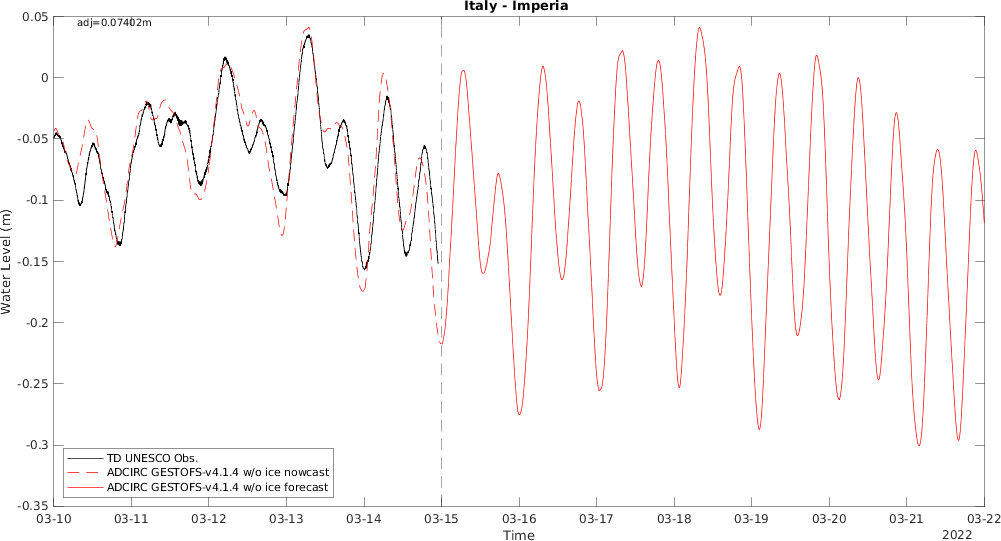 Italy - Imperia
adj=0.07402m
0.05
0
-0.05
-0.1
-0.15
-0.2
-0.25
-0.3
-0.35
Water Level (m)
TD UNESCO Obs.
ADCIRC GESTOFS-v4.1.4 w/o ice nowcast
ADCIRC GESTOFS-v4.1.4 w/o ice forecast
03-10 03-11 03-12 03-13 03-14 03-15 03-16 03-17 03-18 03-19 03-20 03-21 03-22
Time
2022